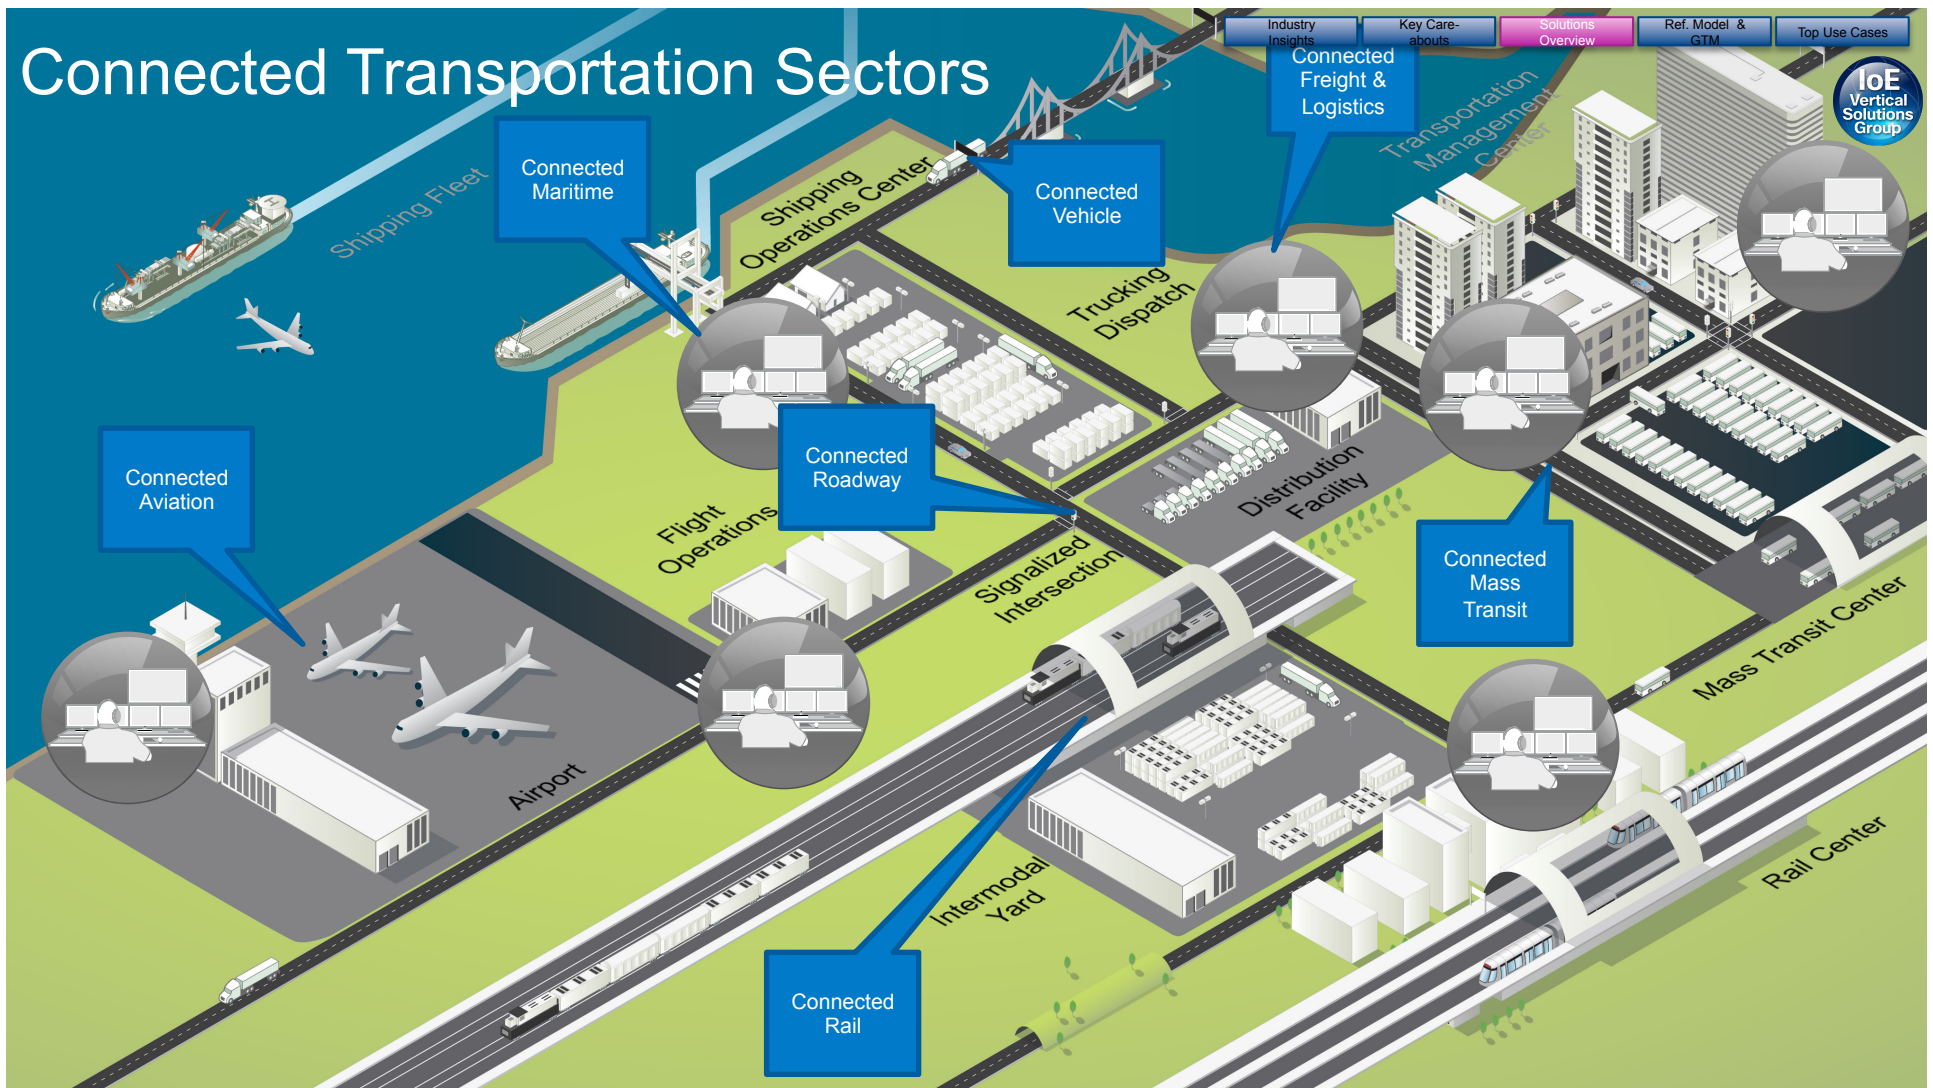 Connected Transportation Sectors
Industry
Insights
Key Care-
abouts
Solutions
Overview
Ref. Model &
GTM
Top Use Cases
IoE
Vertical
Solutions
Group
Connected
Freight &
Logistics
Transportation
Management
Center
Connected
Maritime
Shipping Fleet
Shipping
Operations Center
Connected
Vehicle
Trucking
Dispatch
Connected
Roadway
Connected
Aviation
Flight
Operations
Distribution
Facility
Signalized
Intersection
Connected
Mass
Transit
Mass Transit Center
Airport
Intermodal
Yard
Rail Center
Connected
Rail
H